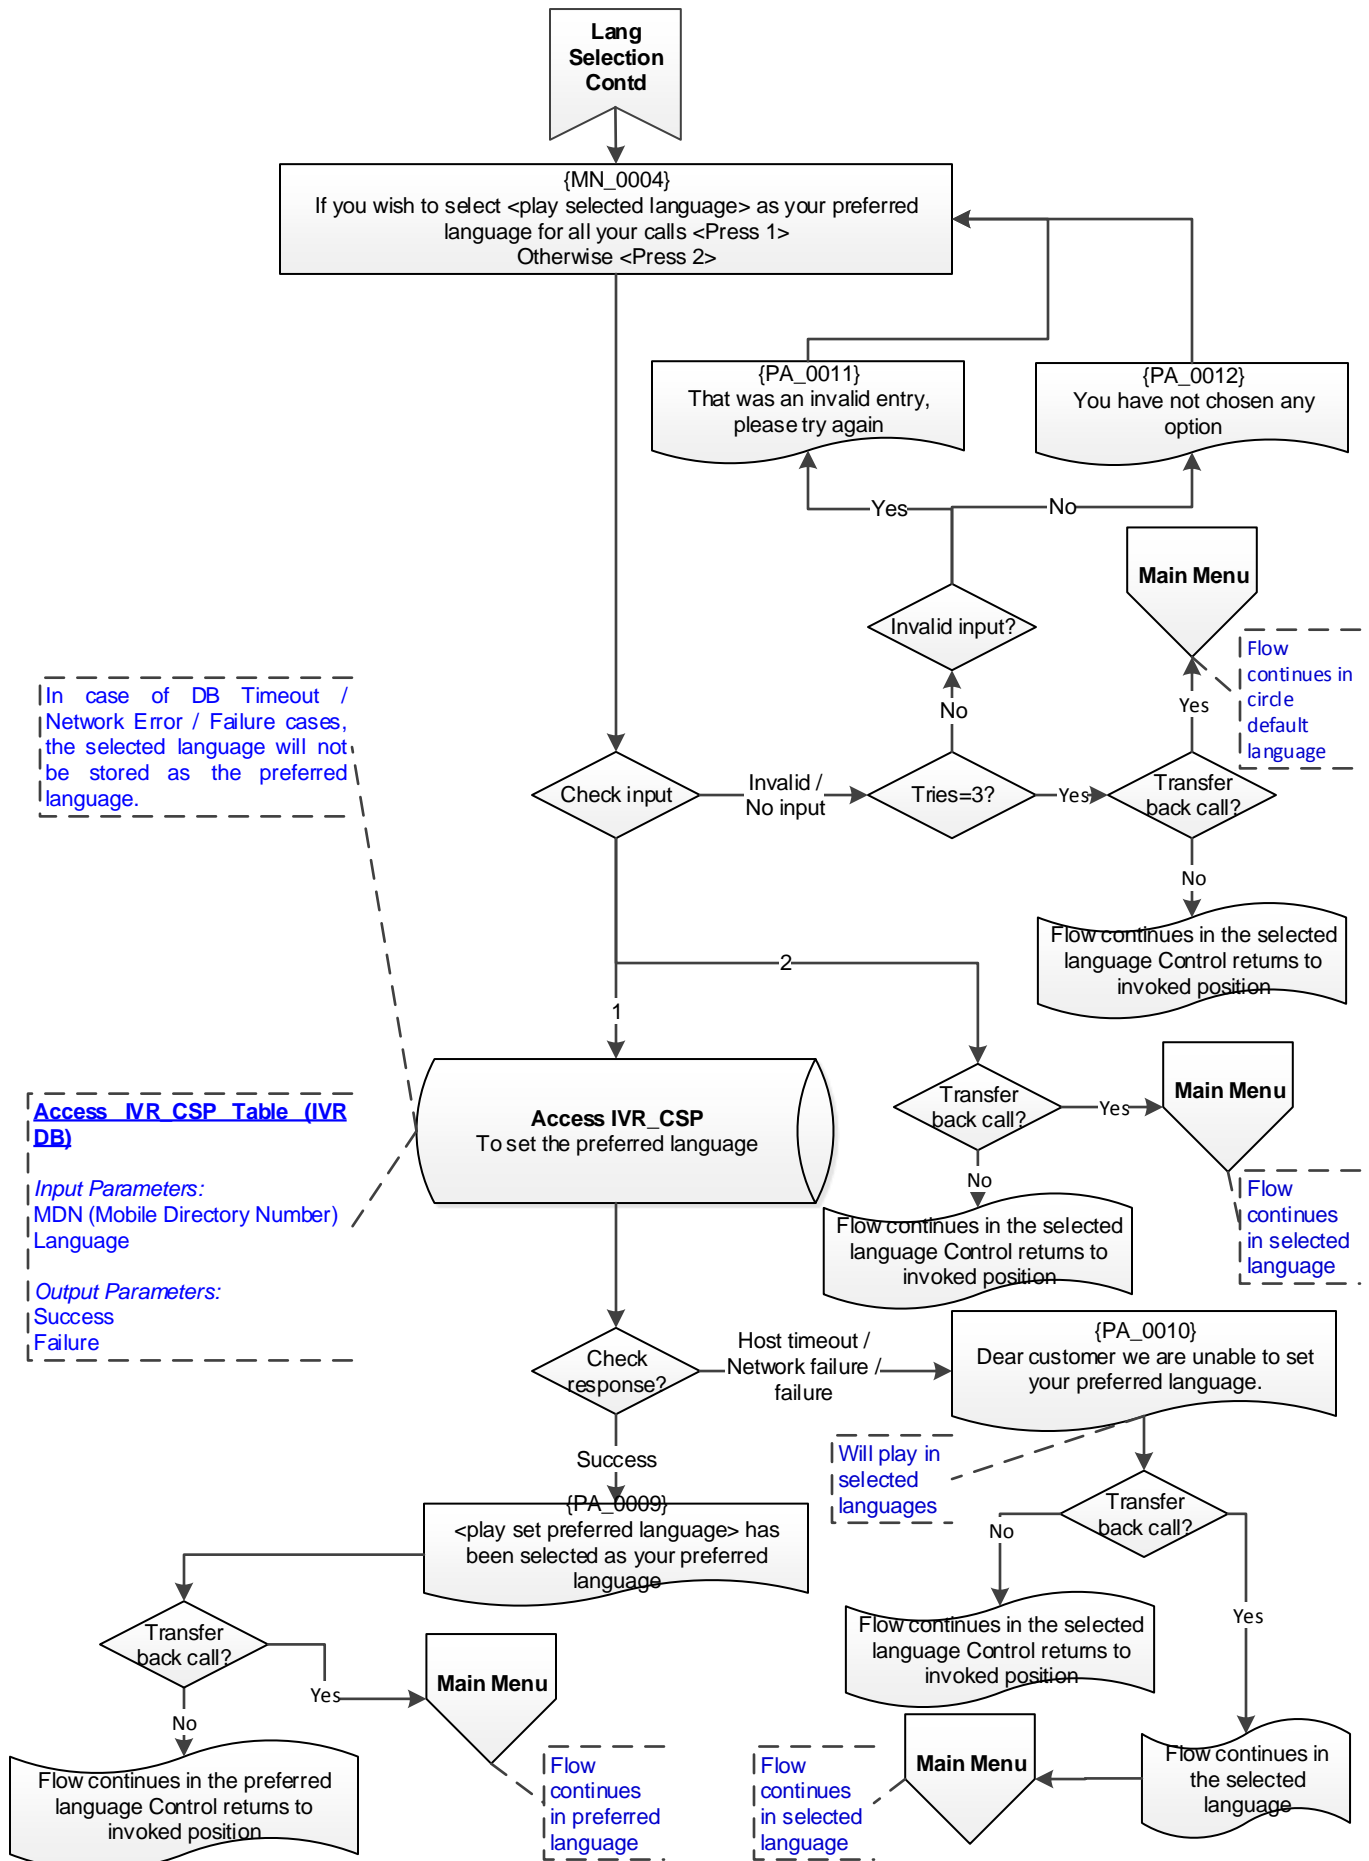 Lang
Selection
Contd
{MN_0004}
If you wish to select <play selected language> as your preferred
language for all your calls <Press 1>
Otherwise <Press 2>
{PA_0011}
That was an invalid entry,
please try again
{PA_0012}
You have not chosen any
option
Yes
No
Main Menu
Invalid input?
Flow
continues in
circle
default
language
In case of DB Timeout /
Network Error / Failure cases,
the selected language will not
be stored as the preferred
language.
No
Yes
Check input
Invalid /
No input
Tries=3?
Yes
Transfer
back call?
No
Flow continues in the selected
language Control returns to
invoked position
2
1
Access IVR_CSP Table (IVR
DB)
Input Parameters:
MDN (Mobile Directory Number)
Language
Output Parameters:
Success
Failure
Access IVR_CSP
To set the preferred language
Transfer
back call?
Yes
Main Menu
No
Flow
continues
in selected
language
Flow continues in the selected
language Control returns to
invoked position
Check
response?
Host timeout /
Network failure /
failure
{PA_0010}
Dear customer we are unable to set
your preferred language.
Success
Will play in
selected
languages
{PA_0009}
<play set preferred language> has
been selected as your preferred
language
Transfer
back call?
No
Yes
Flow continues in the selected
language Control returns to
invoked position
Transfer
back call?
Yes
Main Menu
No
Flow continues in the preferred
language Control returns to
invoked position
Flow
continues
in preferred
language
Flow
continues
in selected
language
Main Menu
Flow continues in
the selected
language